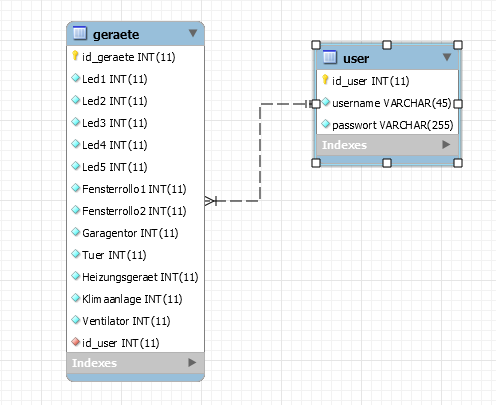 geraete
id_geraete INT(11)
Led1 INT(11)
Led2 INT(11)
Led3 INT(11)
Led4 INT(11)
Led5 INT(11)
Fensterrollo1 INT(11)
Fensterrollo2 INT(11)
Garagentor INT(11)
Tuer INT(11)
Heizungsgeraet INT(11)
Klimaanlage INT(11)
Ventilator INT(11)
id_user INT(11)
Indexes
user
id_user INT(11)
username VARCHAR(45)
passwort VARCHAR(255)
Indexes